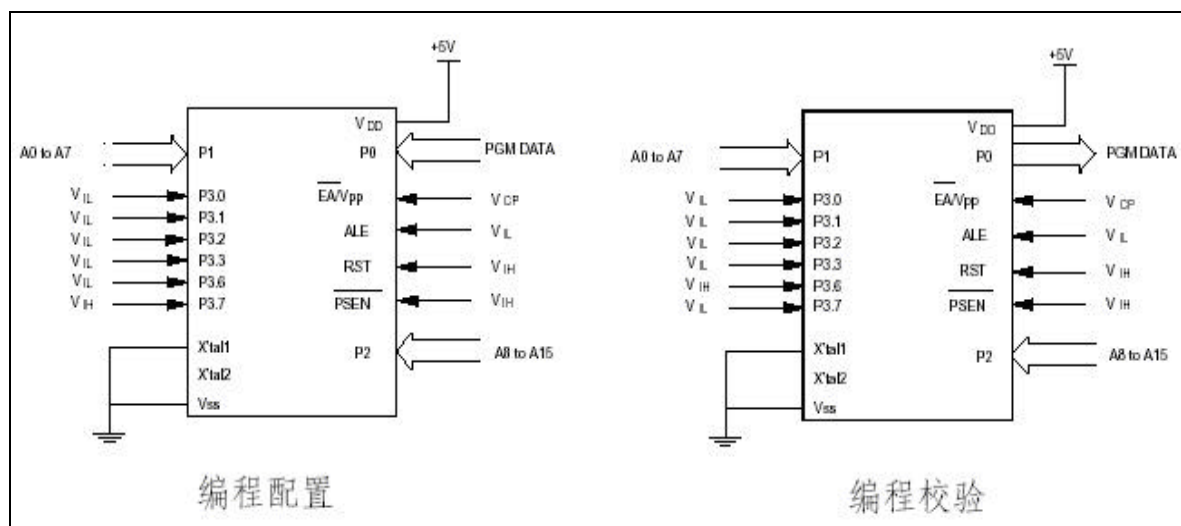 +5V
V DD
A0 to A7
P1
P0
PGM DATA
V IL
P3.0
EA/Vpp
V CP
V IL
P3.1
V IL
P3.2
ALE
V IL
V IL
P3.3
RST
V IH
V IL
P3.6
V IH
P3.7
PSEN
V IH
X'tal1
P2
A8 to A15
X'tal2
Vss
编程配置
+5V
V DD
A0 to A7
P1
P0
PGM DATA
V IL
P3.0
EA/Vpp
V CP
V IL
P3.1
V IL
P3.2
ALE
V IL
V IL
P3.3
RST
V IH
V IH
P3.6
V IL
P3.7
PSEN
V IH
X'tal1
P2
A8 to A15
X'tal2
Vss
编程校验